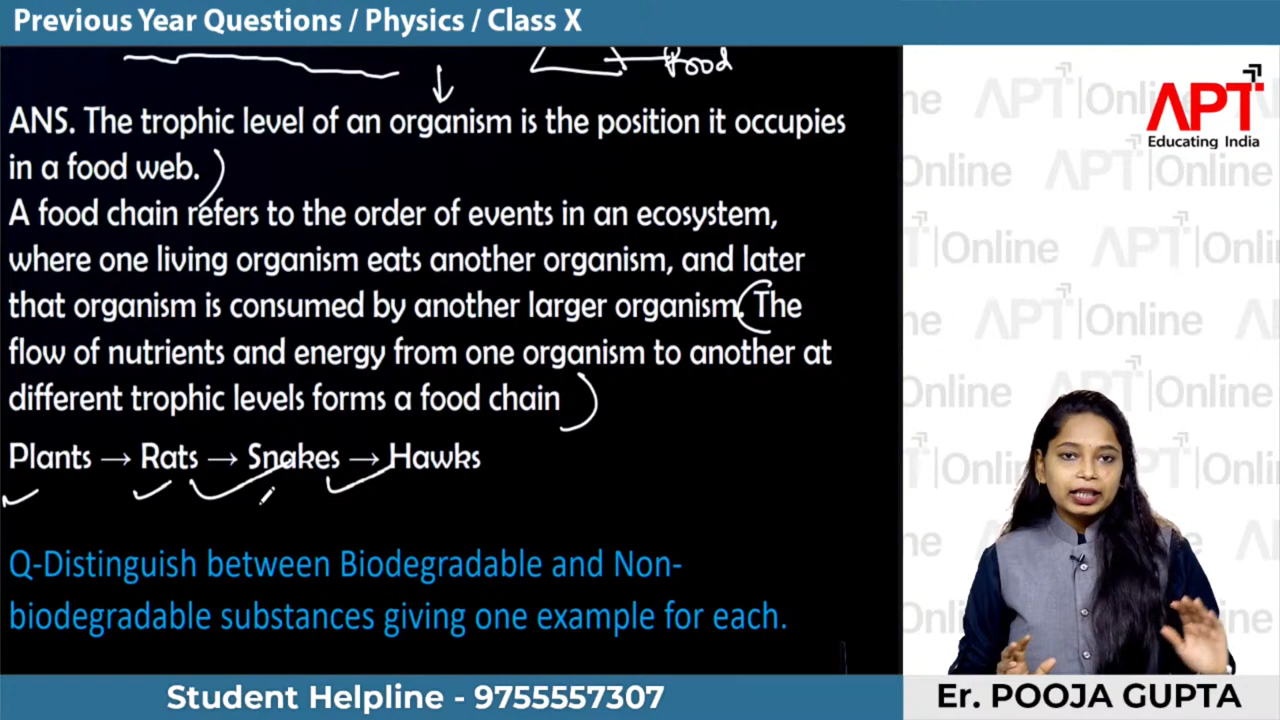 Previous Year Questions / Physics / Class X
food
ANS. The trophic level of an organism is the position it occupies
in a food web.
A food chain refers to the order of events in an ecosystem,
where one living organism eats another organism, and later
that organism is consumed by another larger organism. The
flow of nutrients and energy from one organism to another at
different trophic levels forms a food chain
Plants → Rats → Snakes → Hawks
Q-Distinguish between Biodegradable and Non-
biodegradable substances giving one example for each.
APT
Educating India
APT|Online
Student Helpline - 9755557307
Er. POOJA GUPTA